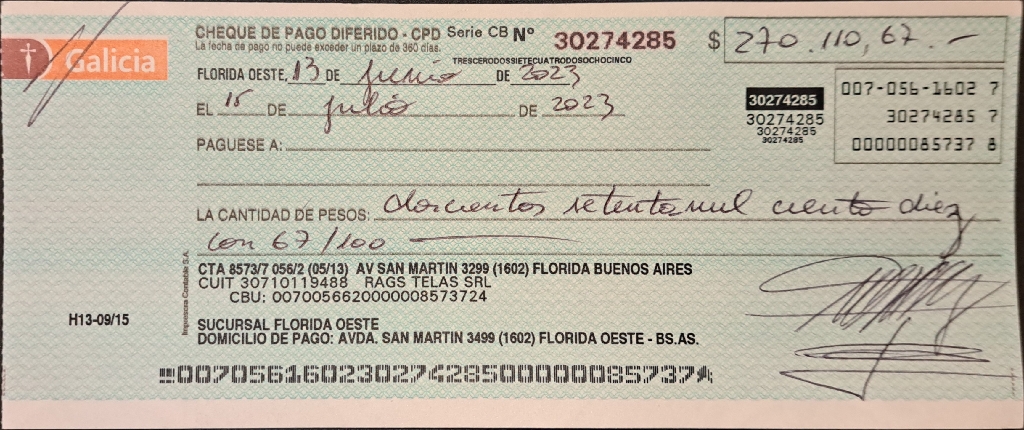 Galicia
CHEQUE DE PAGO DIFERIDO - CPD Serie CB Nº 30274285 $ 270.110,67.-
La fecha de pago no puede exceder un plazo de 360 días.
TRESCERODOSSIETECUATRODOSOCHOCINCO
FLORIDA OESTE, 13 DE junio DE 2023
EL 15 DE julio DE 2023
30274285
30274285
30274285
30274285
007-056-1602 7
30274285 7
00000085737 8
PAGUESE A:
LA CANTIDAD DE PESOS: doscientos setenta mil ciento diez
con 67/100
CTA 8573/7 056/2 (05/13) AV SAN MARTIN 3299 (1602) FLORIDA BUENOS AIRES
CUIT 30710119488 RAGS TELAS SRL
CBU: 0070056620000008573724
Impresora Contable S.A.
H13-09/15
SUCURSAL FLORIDA OESTE
DOMICILIO DE PAGO: AVDA. SAN MARTIN 3499 (1602) FLORIDA OESTE - BS.AS.
00705616023027428500000085737